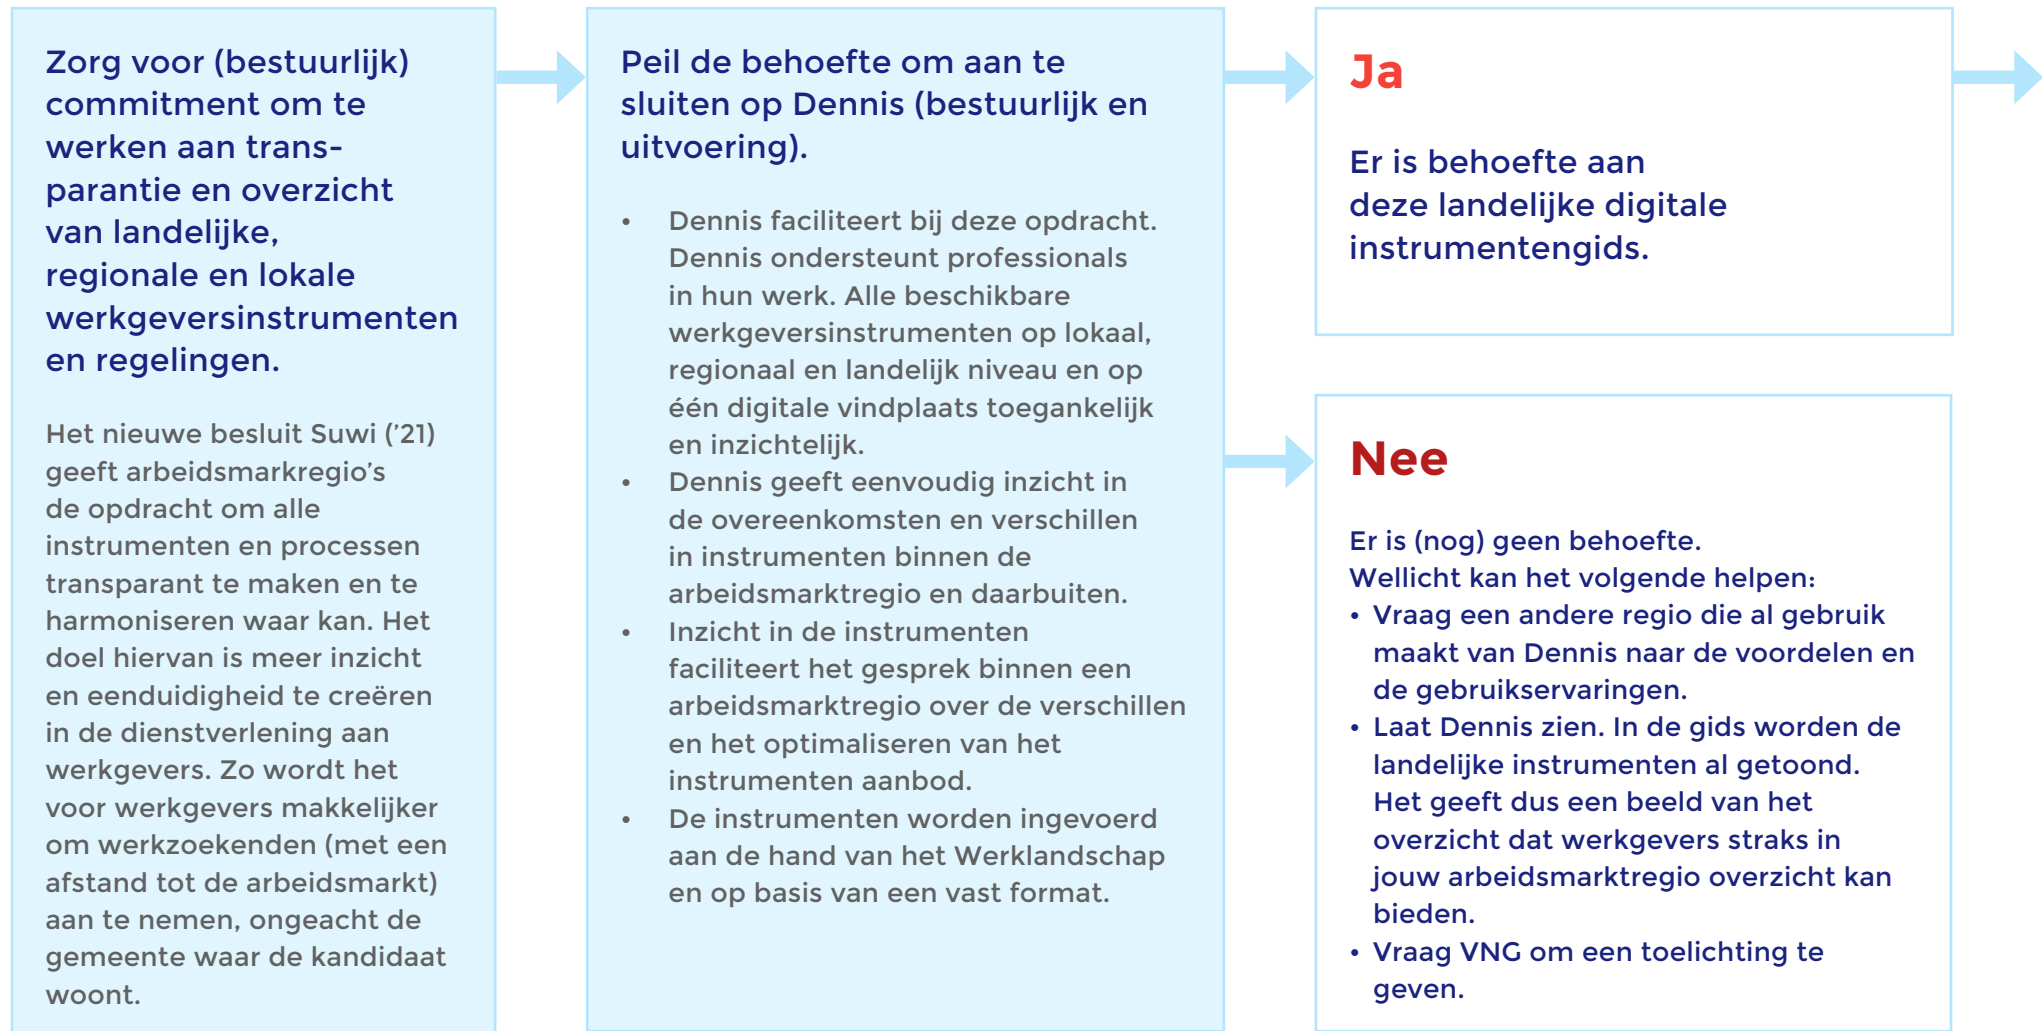 Zorg voor (bestuurlijk)
commitment om te
werken aan trans-
parantie en overzicht
van landelijke,
regionale en lokale
werkgeversinstrumenten
en regelingen.
Het nieuwe besluit Suwi (’21)
geeft arbeidsmarkregio’s
de opdracht om alle
instrumenten en processen
transparant te maken en te
harmoniseren waar kan. Het
doel hiervan is meer inzicht
en eenduidigheid te creëren
in de dienstverlening aan
werkgevers. Zo wordt het
voor werkgevers makkelijker
om werkzoekenden (met een
afstand tot de arbeidsmarkt)
aan te nemen, ongeacht de
gemeente waar de kandidaat
woont.
Peil de behoefte om aan te
sluiten op Dennis (bestuurlijk en
uitvoering).
• Dennis faciliteert bij deze opdracht.
Dennis ondersteunt professionals
in hun werk. Alle beschikbare
werkgeversinstrumenten op lokaal,
regionaal en landelijk niveau en op
één digitale vindplaats toegankelijk
en inzichtelijk.
• Dennis geeft eenvoudig inzicht in
de overeenkomsten en verschillen
in instrumenten binnen de
arbeidsmarktregio en daarbuiten.
• Inzicht in de instrumenten
faciliteert het gesprek binnen een
arbeidsmarktregio over de verschillen
en het optimaliseren van het
instrumenten aanbod.
• De instrumenten worden ingevoerd
aan de hand van het Werklandschap
en op basis van een vast format.
Ja
Er is behoefte aan
deze landelijke digitale
instrumentengids.
Nee
Er is (nog) geen behoefte.
Wellicht kan het volgende helpen:
• Vraag een andere regio die al gebruik
maakt van Dennis naar de voordelen en
de gebruikservaringen.
• Laat Dennis zien. In de gids worden de
landelijke instrumenten al getoond.
Het geeft dus een beeld van het
overzicht dat werkgevers straks in
jouw arbeidsmarktregio overzicht kan
bieden.
• Vraag VNG om een toelichting te
geven.